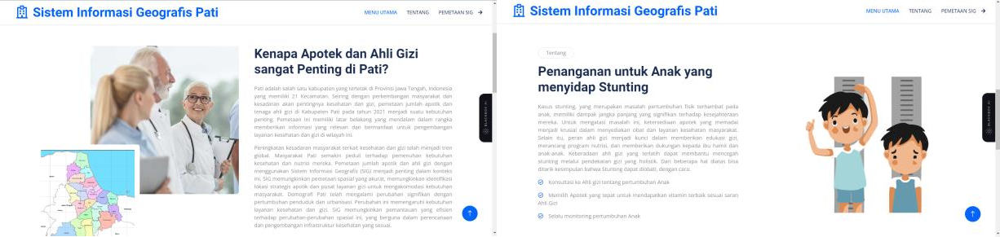 Sistem Informasi Geografis Pati
MENU UTAMA
TENTANG
PEMETAAN SIG
Kenapa Apotek dan Ahli Gizi
sangat Penting di Pati?
Pati adalah salah satu kabupaten yang terletak di Provinsi Jawa Tengah, Indonesia
yang memiliki 21 Kecamatan. Seiring dengan perkembangan masyarakat dan
kesadaran akan pentingnya kesehatan dan gizi, pemetaan jumlah apotik dan
tenaga ahli gizi di Kabupaten Pati pada tahun 2021 menjadi suatu kebutuhan
penting. Pemetaan ini memiliki latar belakang yang mendalam dalam rangka
memberikan informasi yang relevan dan bermanfaat untuk pengembangan
layanan kesehatan dan gizi di wilayah ini.
Peningkatan kesadaran masyarakat terkait kesehatan dan gizi telah menjadi tren
global. Masyarakat Pati semakin peduli terhadap pemenuhan kebutuhan
kesehatan dan nutrisi mereka. Pemetaan jumlah apotik dan ahli gizi dengan
menggunakan Sistem Informasi Geografis (SIG) menjadi penting dalam konteks
ini. SIG memungkinkan pemetaan spasial yang akurat, memungkinkan identifikasi
lokasi strategis apotik dan pusat layanan gizi untuk mengakomodasi kebutuhan
masyarakat. Demografi Pati telah mengalami perubahan signifikan dengan
pertumbuhan penduduk dan urbanisasi. Perubahan ini memengaruhi kebutuhan
layanan kesehatan dan gizi. SIG memungkinkan pemantauan yang efisien
terhadap perubahan-perubahan spasial ini, yang berguna dalam perencanaan
dan pengembangan infrastruktur kesehatan yang sesuai.
BLACKBOX AI
Sistem Informasi Geografis Pati
MENU UTAMA
TENTANG
PEMETAAN SIG
Tentang
Penanganan untuk Anak yang
menyidap Stunting
Kasus stunting, yang merupakan masalah pertumbuhan fisik terhambat pada
anak, memiliki dampak jangka panjang yang signifikan terhadap kesejahteraan
mereka. Untuk mengatasi masalah ini, ketersediaan apotek yang memadai
menjadi krusial dalam menyediakan obat dan layanan kesehatan masyarakat.
Selain itu, peran ahli gizi menjadi kunci dalam memberikan edukasi gizi,
merancang program nutrisi, dan memberikan dukungan kepada ibu hamil dan
anak-anak. Keberadaan ahli gizi yang terlatih dapat membantu mencegah
stunting melalui pendekatan gizi yang holistik. Dari beberapa hal diatas bisa
ditarik kesimpulan bahwa Stunting dapat diobati, dengan cara:
Konsultasi ke Ahli gizi tentang pertumbuhan Anak
Memilih Apotek yang tepat untuk mendapatkan vitamin terbaik sesuai saran
Ahli Gizi
Selalu monitoring pertumbuhan Anak
BLACKBOX AI